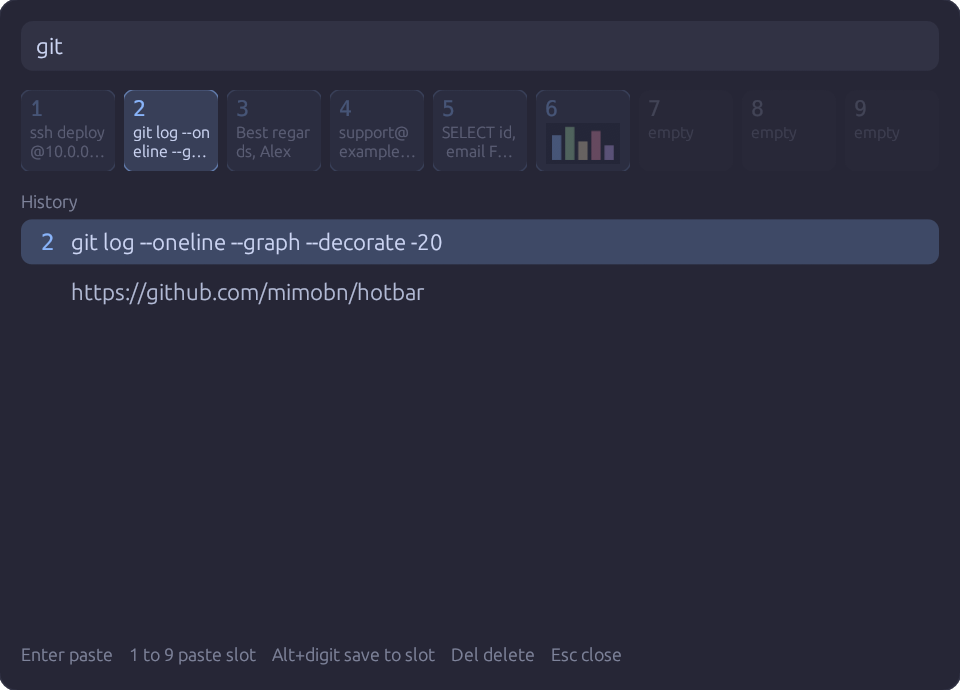 git
1
ssh deploy
@10.0.0...
2
git log --on
eline --g...
3
Best regar
ds, Alex
4
support@
example...
5
SELECT id,
email F...
6
7
empty
8
empty
9
empty
History
2 git log --oneline --graph --decorate -20
https://github.com/mimobn/hotbar
Enter paste 1 to 9 paste slot Alt+digit save to slot Del delete Esc close